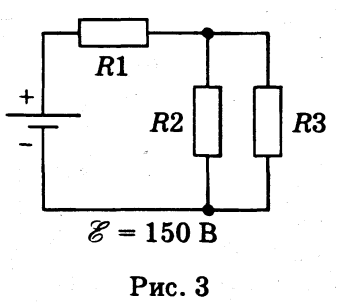 R1
+
R2
R3
-
ℰ = 150 В
Рис. 3